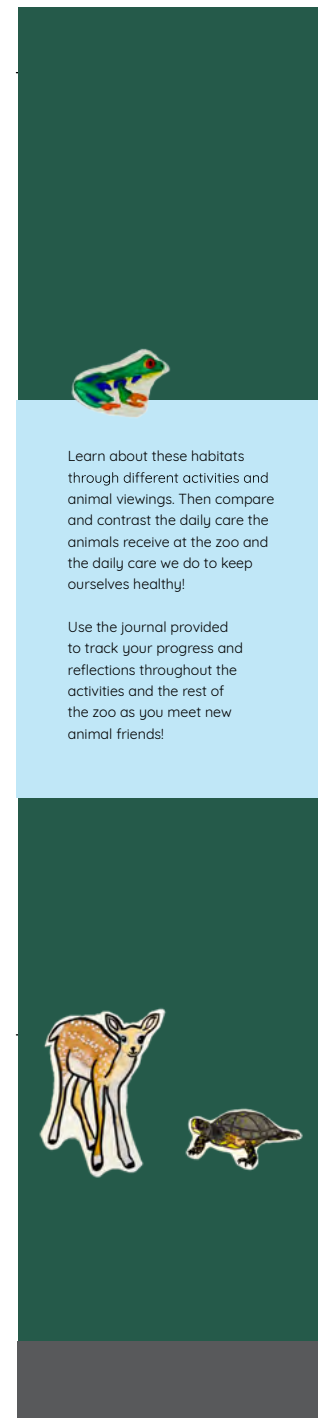 Learn about these habitats
through different activities and
animal viewings. Then compare
and contrast the daily care the
animals receive at the zoo and
the daily care we do to keep
ourselves healthy!
Use the journal provided
to track your progress and
reflections throughout the
activities and the rest of
the zoo as you meet new
animal friends!